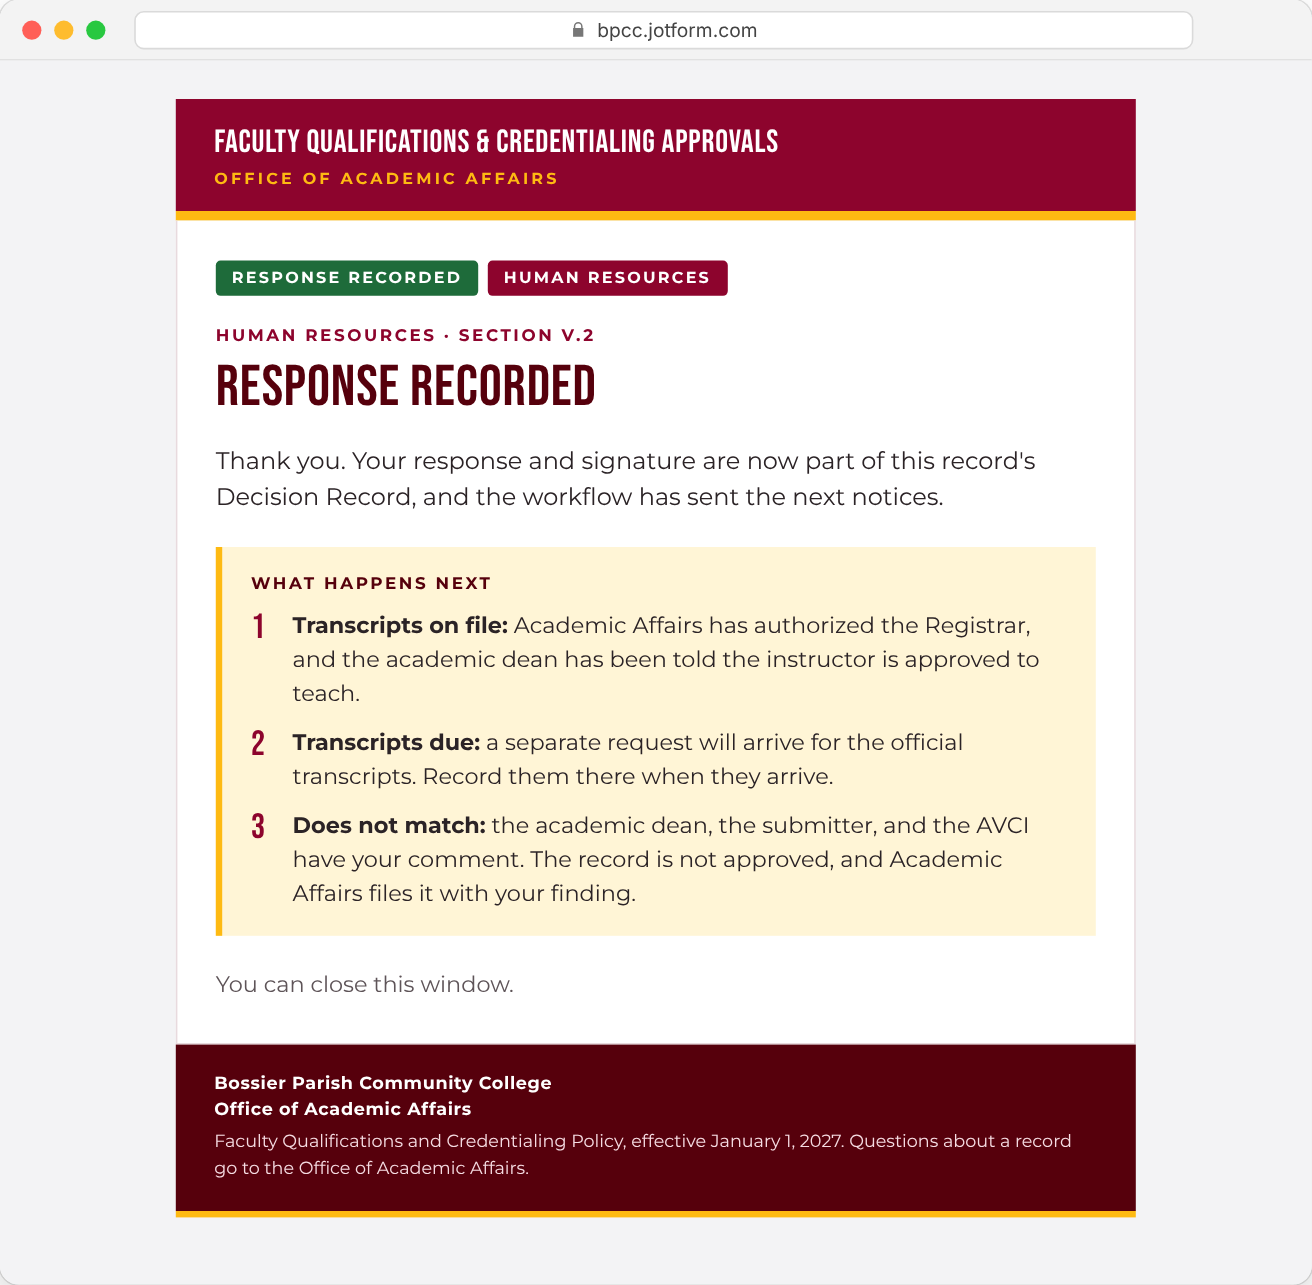 bpcc.jotform.com
FACULTY QUALIFICATIONS & CREDENTIALING APPROVALS
OFFICE OF ACADEMIC AFFAIRS
RESPONSE RECORDED HUMAN RESOURCES
HUMAN RESOURCES · SECTION V.2
RESPONSE RECORDED
Thank you. Your response and signature are now part of this record's
Decision Record, and the workflow has sent the next notices.
WHAT HAPPENS NEXT
1 Transcripts on file: Academic Affairs has authorized the Registrar,
and the academic dean has been told the instructor is approved to
teach.
2 Transcripts due: a separate request will arrive for the official
transcripts. Record them there when they arrive.
3 Does not match: the academic dean, the submitter, and the AVCI
have your comment. The record is not approved, and Academic
Affairs files it with your finding.
You can close this window.
Bossier Parish Community College
Office of Academic Affairs
Faculty Qualifications and Credentialing Policy, effective January 1, 2027. Questions about a record
go to the Office of Academic Affairs.